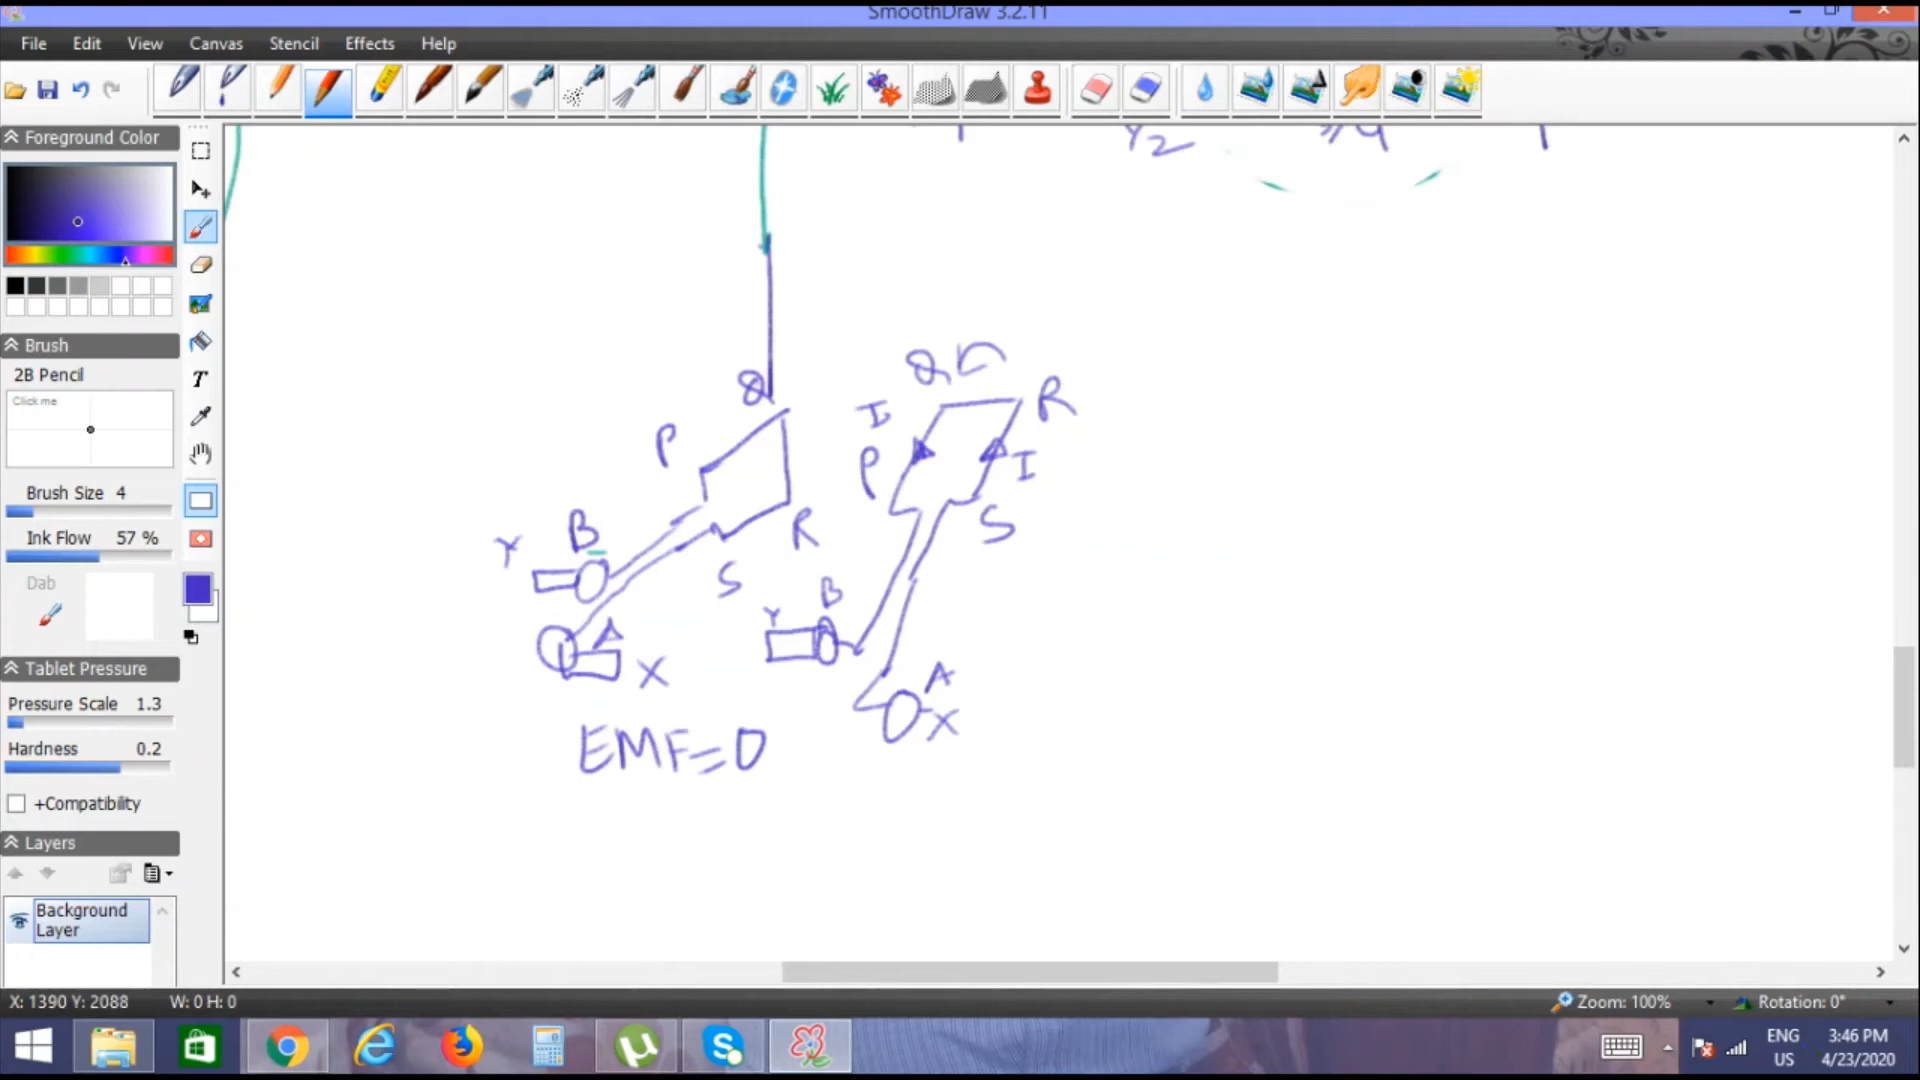 SmoothDraw 3.2.11
File Edit View Canvas Stencil Effects Help
Foreground Color
Brush
2B Pencil
Click me
Brush Size 4
Ink Flow 57 %
Dab
Tablet Pressure
Pressure Scale 1.3
Hardness 0.2
+Compatibility
Layers
Background
Layer
Y2 3/4 1
Q
P
R
S
B
Y
A
X
EMF=0
Q
R
I
P
I
S
Y
B
A
X
X: 1390 Y: 2088 W: 0 H: 0
Zoom: 100% Rotation: 0°
ENG
US
3:46 PM
4/23/2020